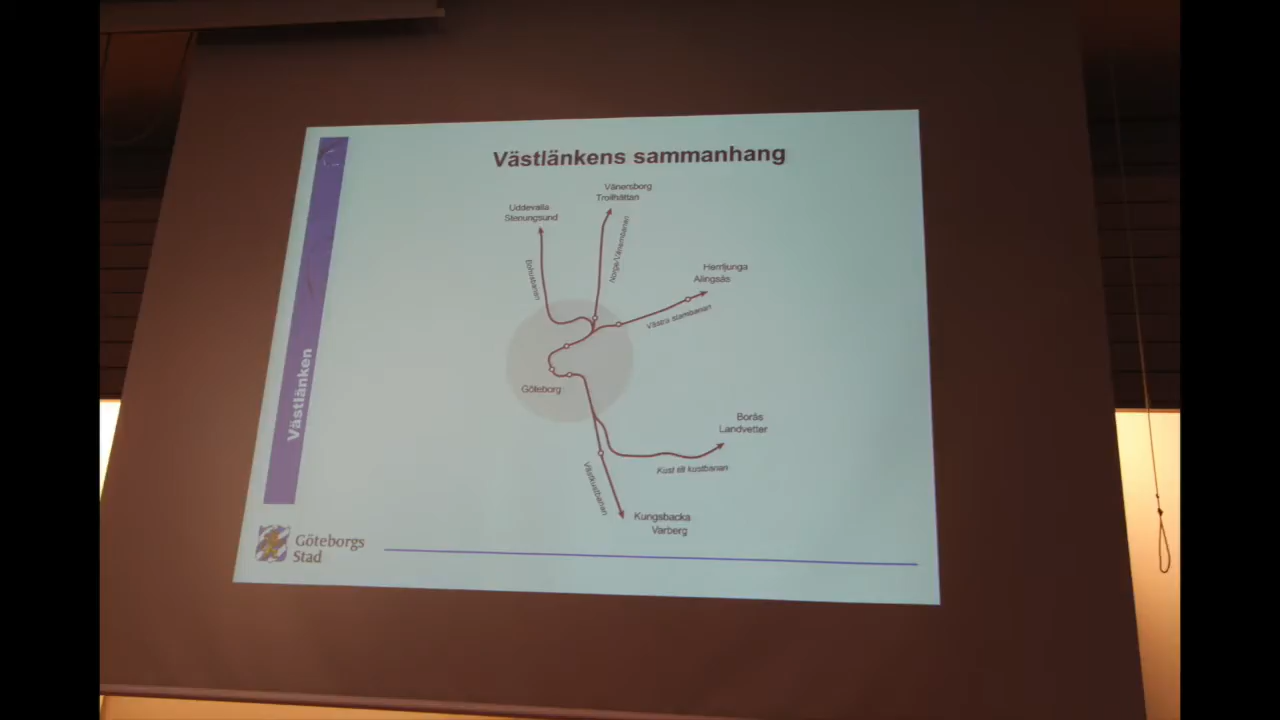 Västlänkens sammanhang
Vänersborg
Trollhättan
Uddevalla
Stenungsund
Bohusbanan
Norge/Vänernbanan
Herrljunga
Alingsås
Västra stambanan
Göteborg
Borås
Landvetter
Kust till kustbanan
Västkustbanan
Kungsbacka
Varberg
Västlänken
Göteborgs
Stad